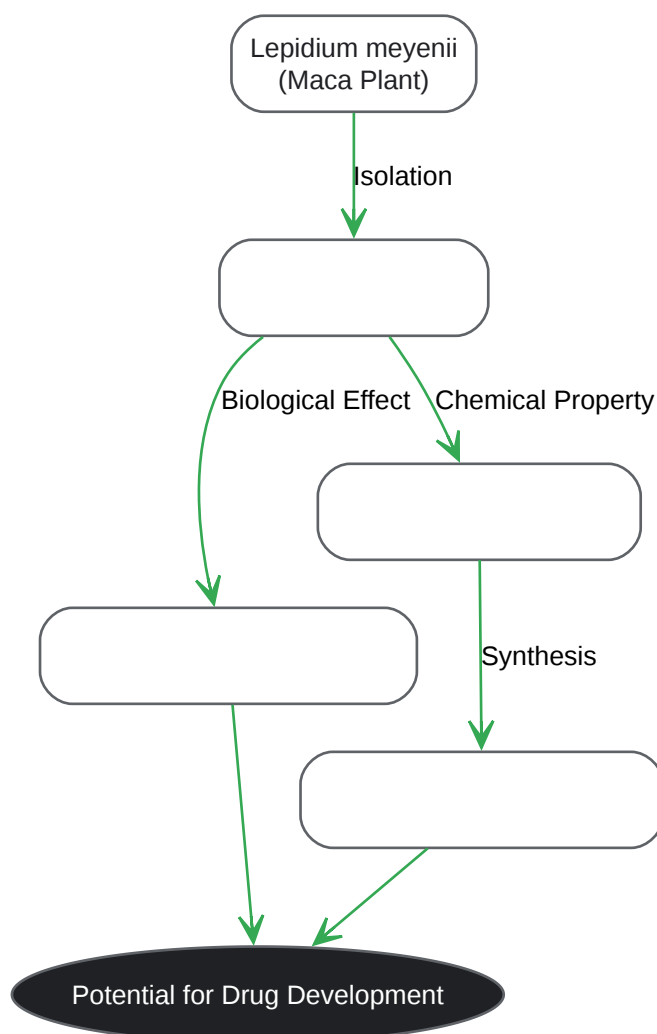 Lepidium meyenii
(Maca Plant)
Isolation
Biological Effect
Chemical Property
Synthesis
Potential for Drug Development